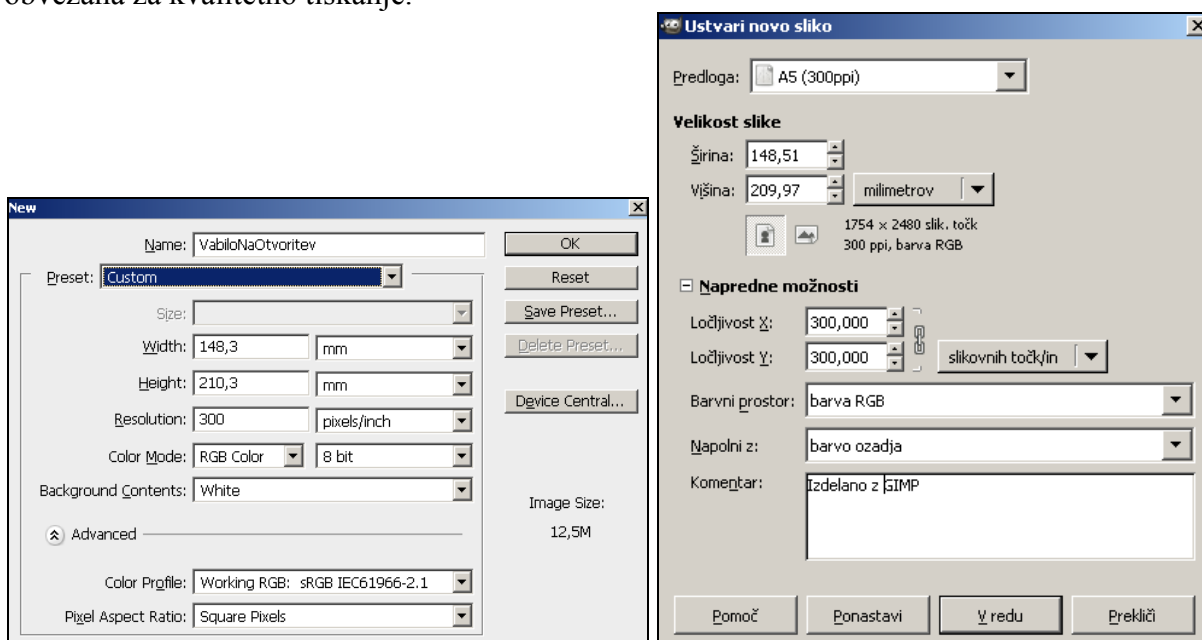 obvezana za kvalitetno tiskanje.
New
Name: VabiloNaOtvoritev
OK
Preset: Custom
Reset
Size:
Save Preset...
Width: 148,3 mm
Delete Preset...
Height: 210,3 mm
Device Central...
Resolution: 300 pixels/inch
Color Mode: RGB Color 8 bit
Background Contents: White
Image Size:
12,5M
Advanced
Color Profile: Working RGB: sRGB IEC61966-2.1
Pixel Aspect Ratio: Square Pixels
Ustvari novo sliko
Predloga: A5 (300ppi)
Velikost slike
Širina: 148,51
Višina: 209,97 milimetrov
1754 × 2480 slik. točk
300 ppi, barva RGB
Napredne možnosti
Ločljivost X: 300,000
Ločljivost Y: 300,000 slikovnih točk/in
Barvni prostor: barva RGB
Napolni z: barvo ozadja
Komentar: Izdelano z GIMP
Pomoč Ponastavi V redu Prekliči